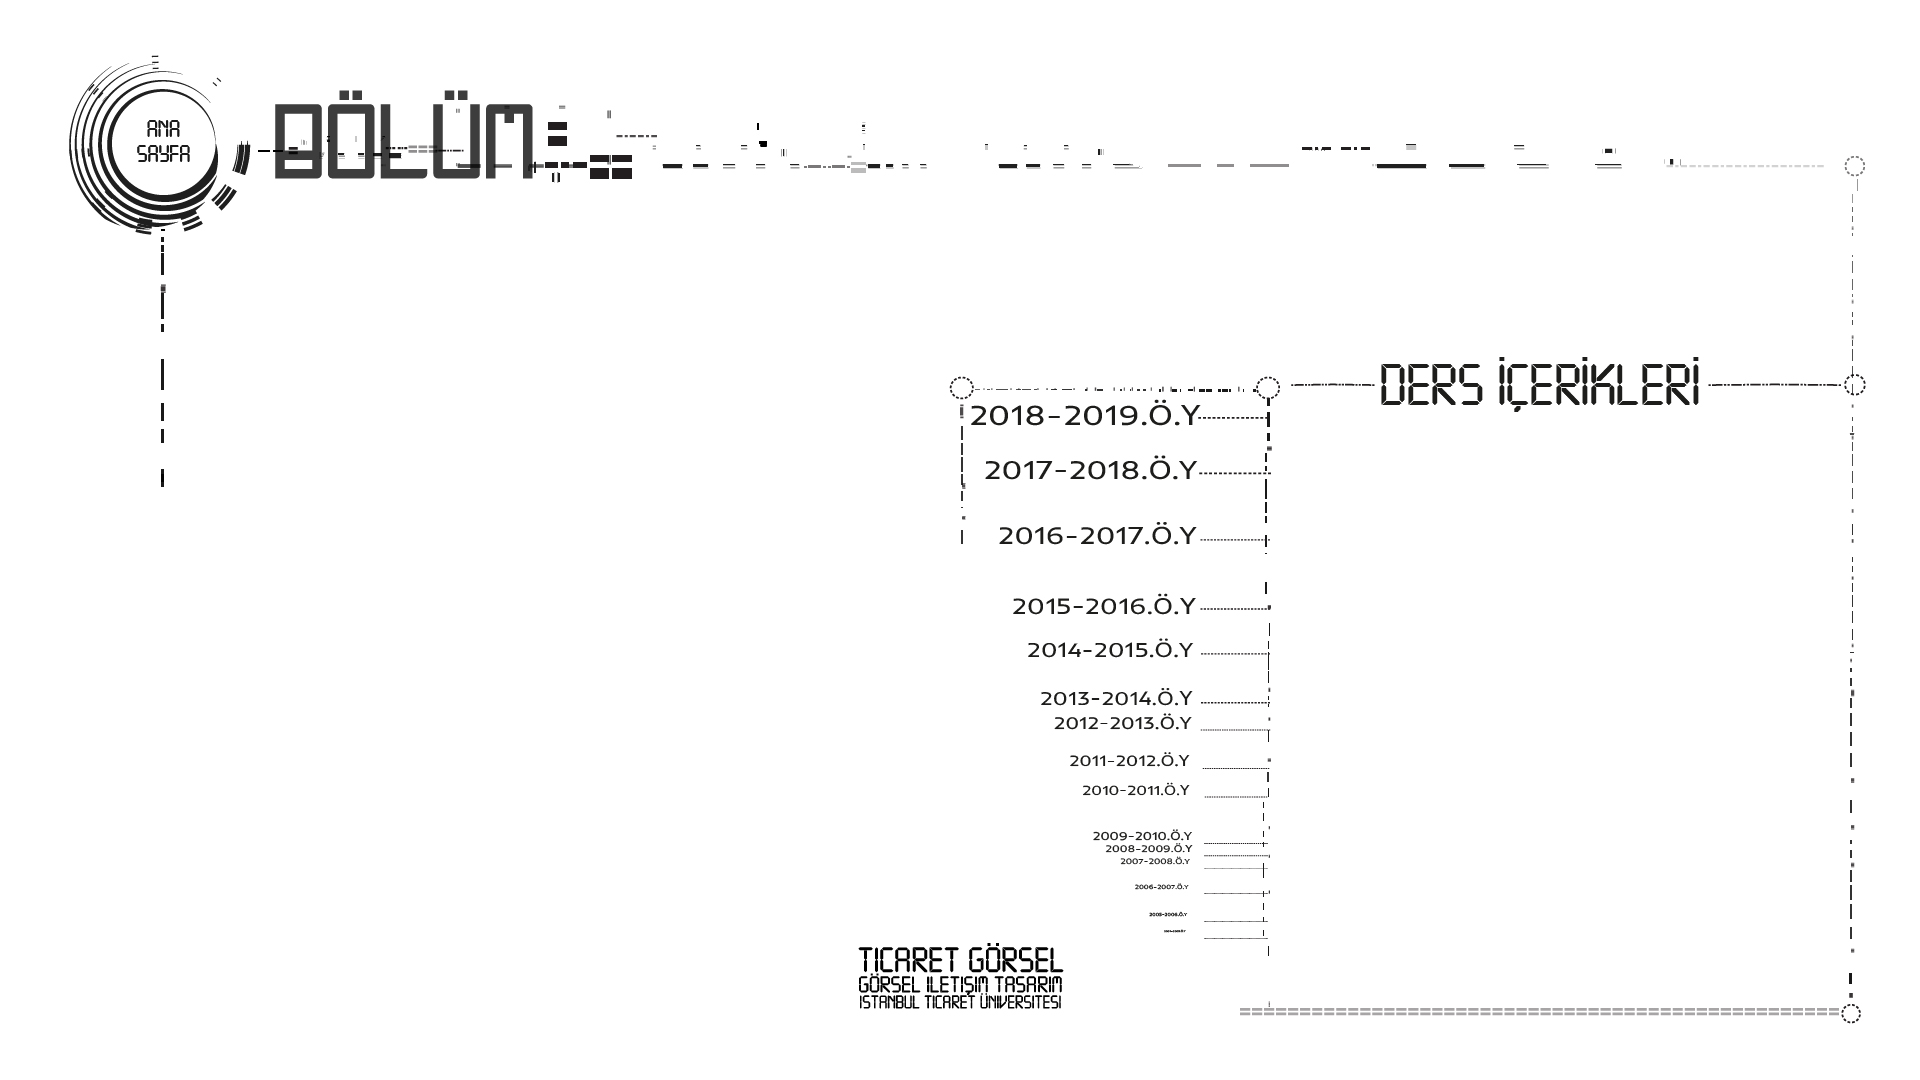 ANA
SAYFA
BÖLÜM
DERS İÇERİKLERİ
2018-2019.Ö.Y
2017-2018.Ö.Y
2016-2017.Ö.Y
2015-2016.Ö.Y
2014-2015.Ö.Y
2013-2014.Ö.Y
2012-2013.Ö.Y
2011-2012.Ö.Y
2010-2011.Ö.Y
2009-2010.Ö.Y
2008-2009.Ö.Y
2007-2008.Ö.Y
2006-2007.Ö.Y
2005-2006.Ö.Y
TICARET GÖRSEL
GÖRSEL ILETIŞIM TASARIM
ISTANBUL TICARET ÜNIVERSITESI